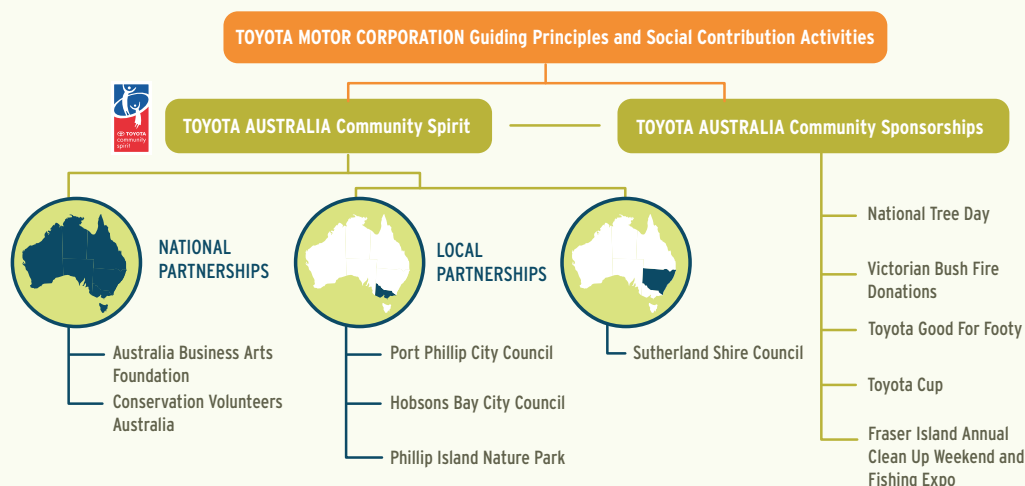 TOYOTA MOTOR CORPORATION Guiding Principles and Social Contribution Activities
TOYOTA
community
spirit
TOYOTA AUSTRALIA Community Spirit
TOYOTA AUSTRALIA Community Sponsorships
NATIONAL
PARTNERSHIPS
LOCAL
PARTNERSHIPS
Australia Business Arts
Foundation
Conservation Volunteers
Australia
Port Phillip City Council
Hobsons Bay City Council
Phillip Island Nature Park
Sutherland Shire Council
National Tree Day
Victorian Bush Fire
Donations
Toyota Good For Footy
Toyota Cup
Fraser Island Annual
Clean Up Weekend and
Fishing Expo